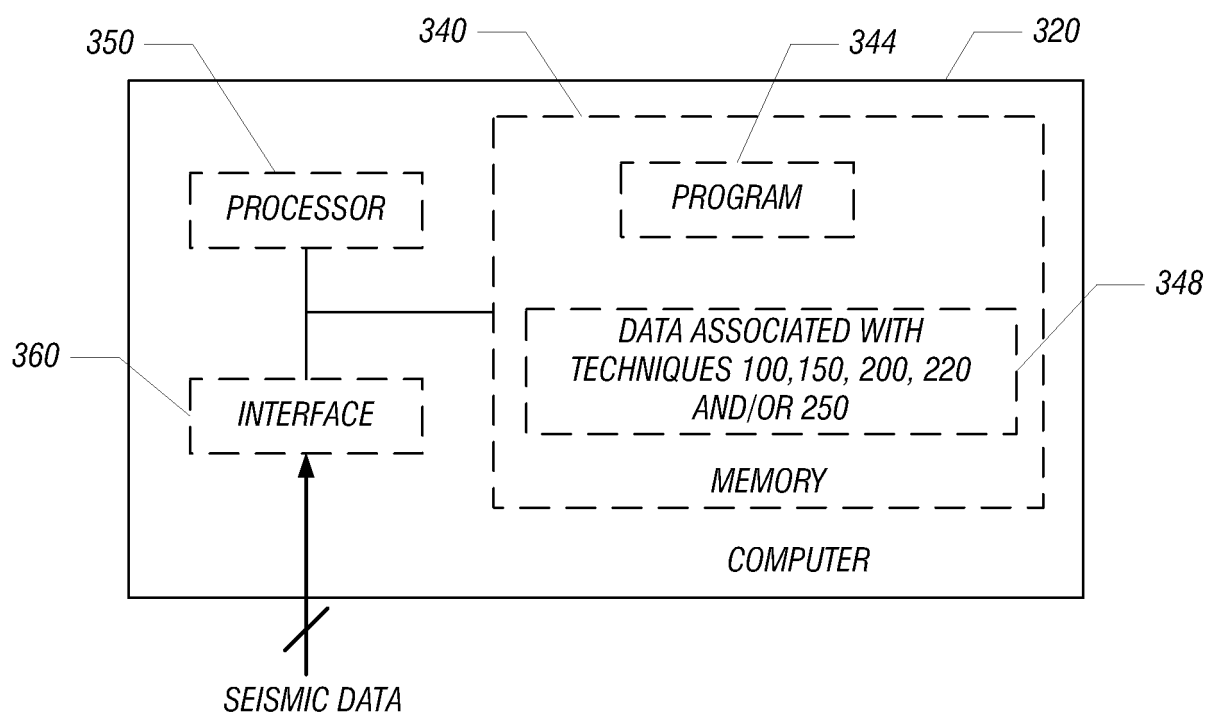 350
340
344
320
PROCESSOR
PROGRAM
348
DATA ASSOCIATED WITH
TECHNIQUES 100,150, 200, 220
AND/OR 250
360
INTERFACE
MEMORY
COMPUTER
SEISMIC DATA